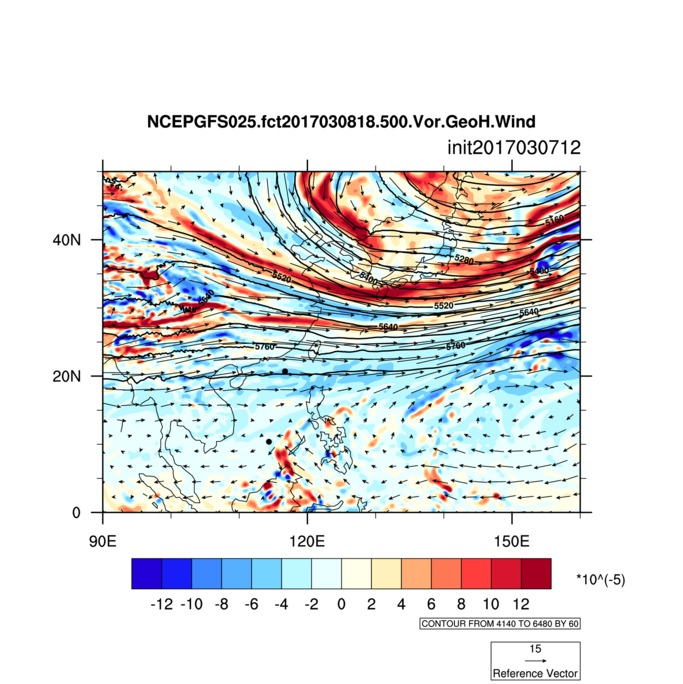 NCEPGFS025.fct2017030818.500.Vor.GeoH.Wind
init2017030712
5160
40N
5280
5520
5400
5520
5640
5640
5760
5760
20N
0
90E 120E 150E
-12 -10 -8 -6 -4 -2 0 2 4 6 8 10 12
*10^(-5)
CONTOUR FROM 4140 TO 6480 BY 60
15
Reference Vector